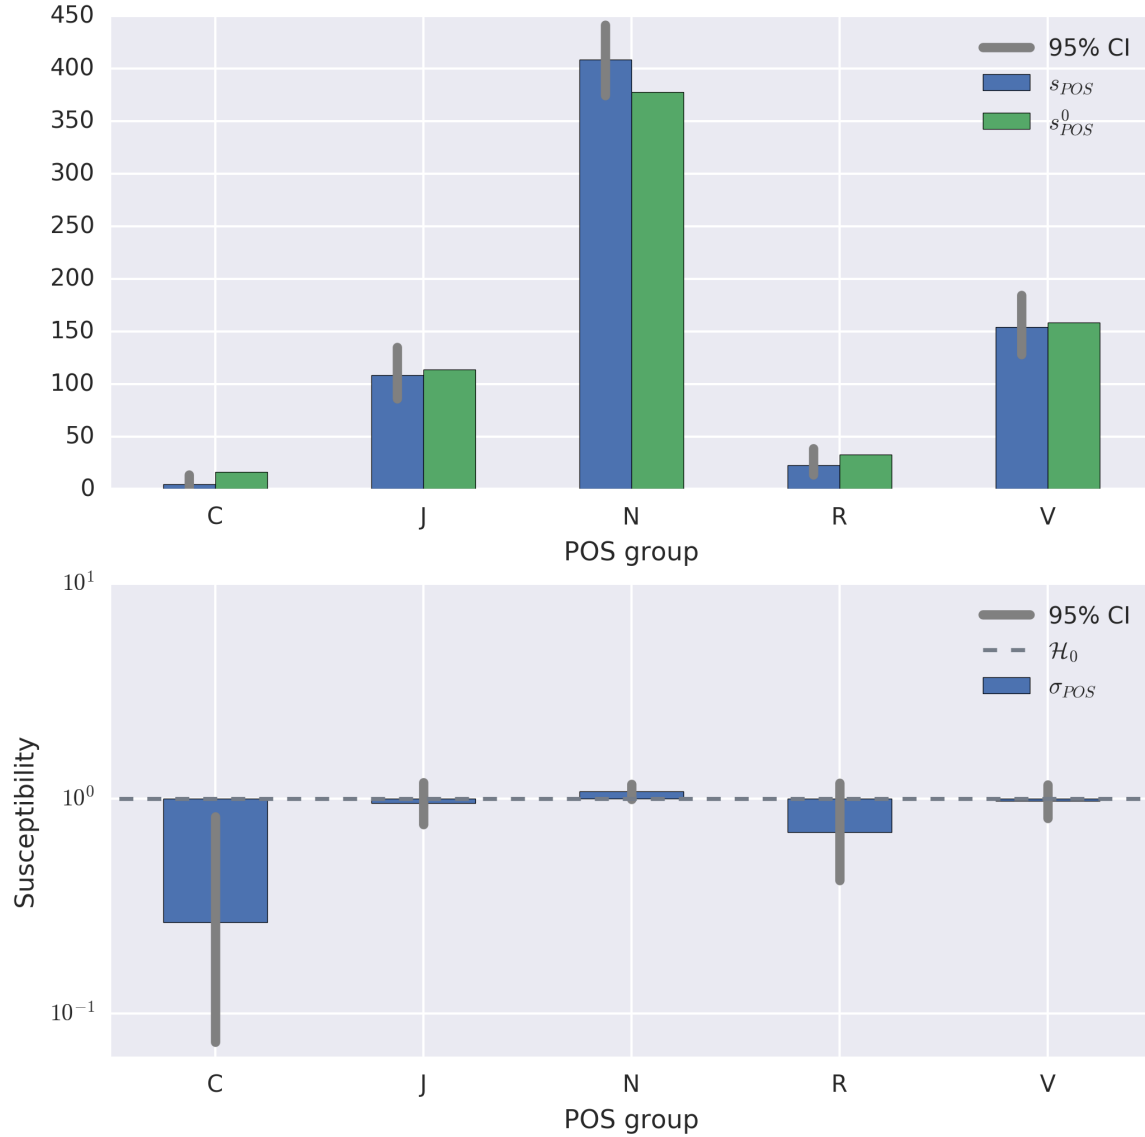 450
400
350
300
250
200
150
100
50
0
95% CI
s_POS
s^0_POS
C J N R V
POS group
10^1
10^0
10^−1
Susceptibility
95% CI
ℋ_0
σ_POS
C J N R V
POS group